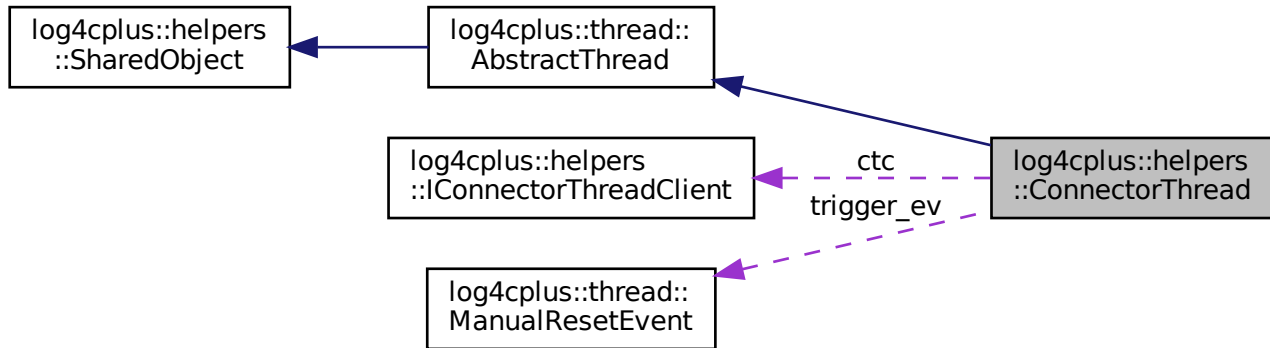 log4cplus::helpers
::SharedObject
log4cplus::thread::
AbstractThread
log4cplus::helpers
::IConnectorThreadClient
ctc
trigger_ev
log4cplus::helpers
::ConnectorThread
log4cplus::thread::
ManualResetEvent